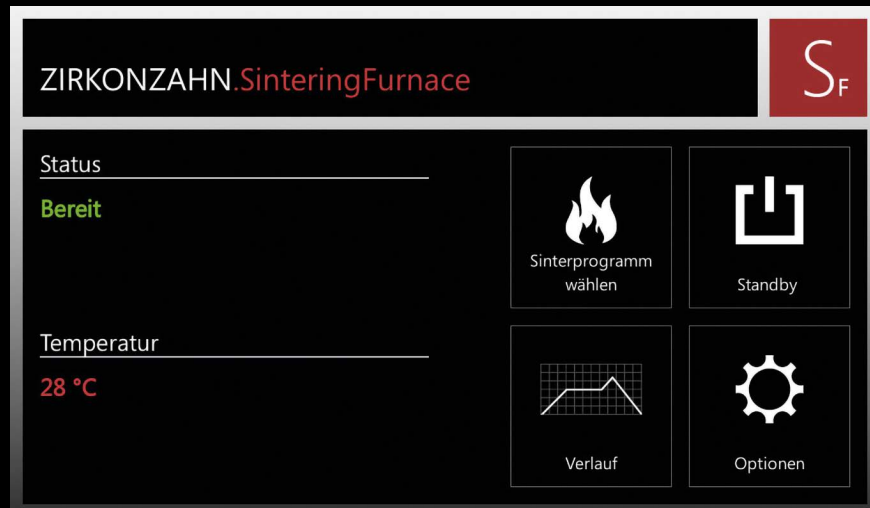 ZIRKONZAHN.SinteringFurnace
SF
Status
Bereit
Sinterprogramm
wählen
Standby
Temperatur
28 °C
Verlauf
Optionen